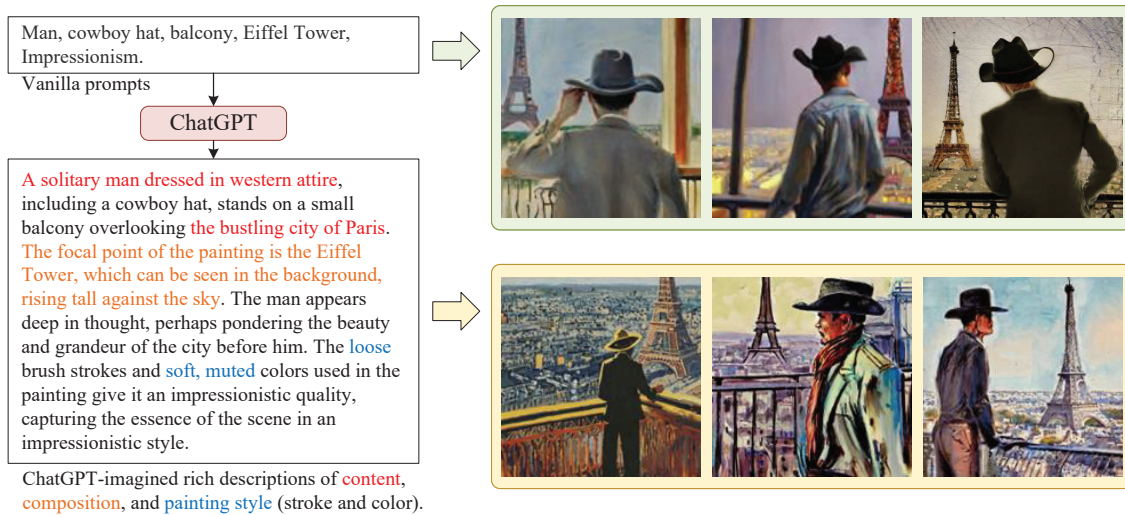 Man, cowboy hat, balcony, Eiffel Tower,
Impressionism.
Vanilla prompts
ChatGPT
A solitary man dressed in western attire,
including a cowboy hat, stands on a small
balcony overlooking the bustling city of Paris.
The focal point of the painting is the Eiffel
Tower, which can be seen in the background,
rising tall against the sky. The man appears
deep in thought, perhaps pondering the beauty
and grandeur of the city before him. The loose
brush strokes and soft, muted colors used in the
painting give it an impressionistic quality,
capturing the essence of the scene in an
impressionistic style.
ChatGPT-imagined rich descriptions of content,
composition, and painting style (stroke and color).